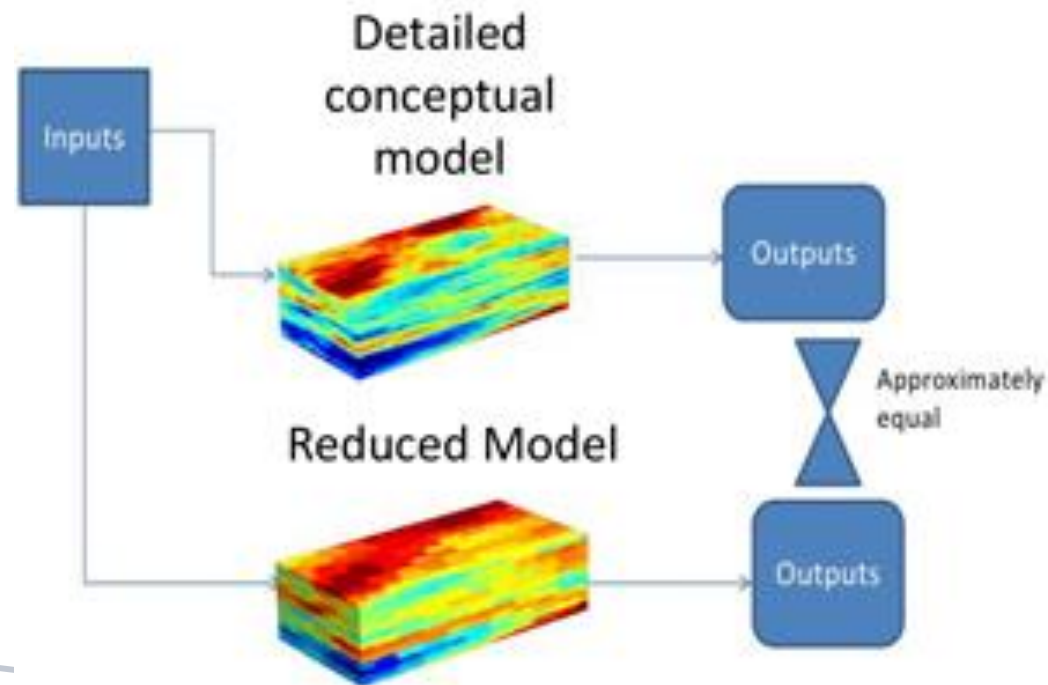 Detailed
conceptual
model
Inputs
Outputs
Approximately
equal
Reduced Model
Outputs